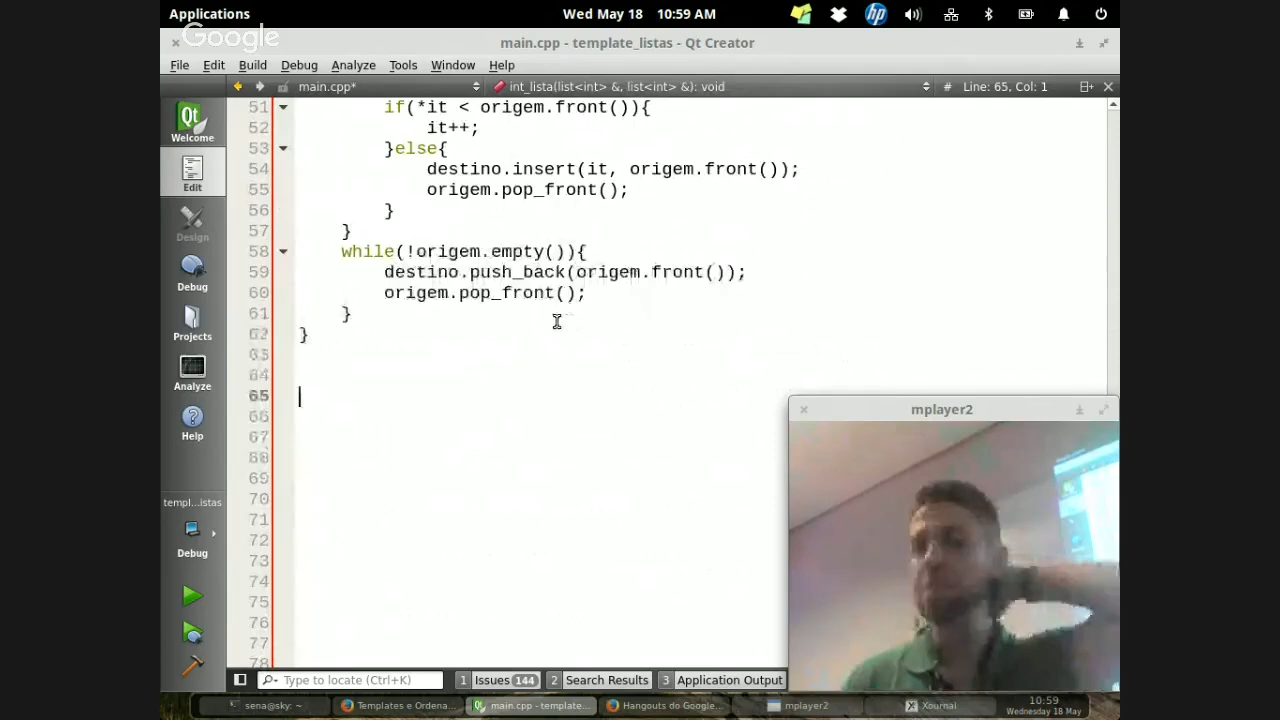 Applications
Wed May 18 10:59 AM
Google
main.cpp - template_listas - Qt Creator
File Edit Build Debug Analyze Tools Window Help
main.cpp*
int_lista(list<int> &, list<int> &): void
# Line: 65, Col: 1
Qt
Welcome
Edit
Design
Debug
Projects
Analyze
Help
templ...istas
Debug
51 if(*it < origem.front()){
52 it++;
53 }else{
54 destino.insert(it, origem.front());
55 origem.pop_front();
56 }
57 }
58 while(!origem.empty()){
59 destino.push_back(origem.front());
60 origem.pop_front();
61 }
62 }
63
64
65
66
67
68
69
70
71
72
73
74
75
76
77
78
mplayer2
Type to locate (Ctrl+K)
1 Issues 144
2 Search Results
3 Application Output
sena@sky: ~
Templates e Ordena...
main.cpp - template...
Hangouts do Google...
mplayer2
Xournal
10:59
Wednesday 18 May